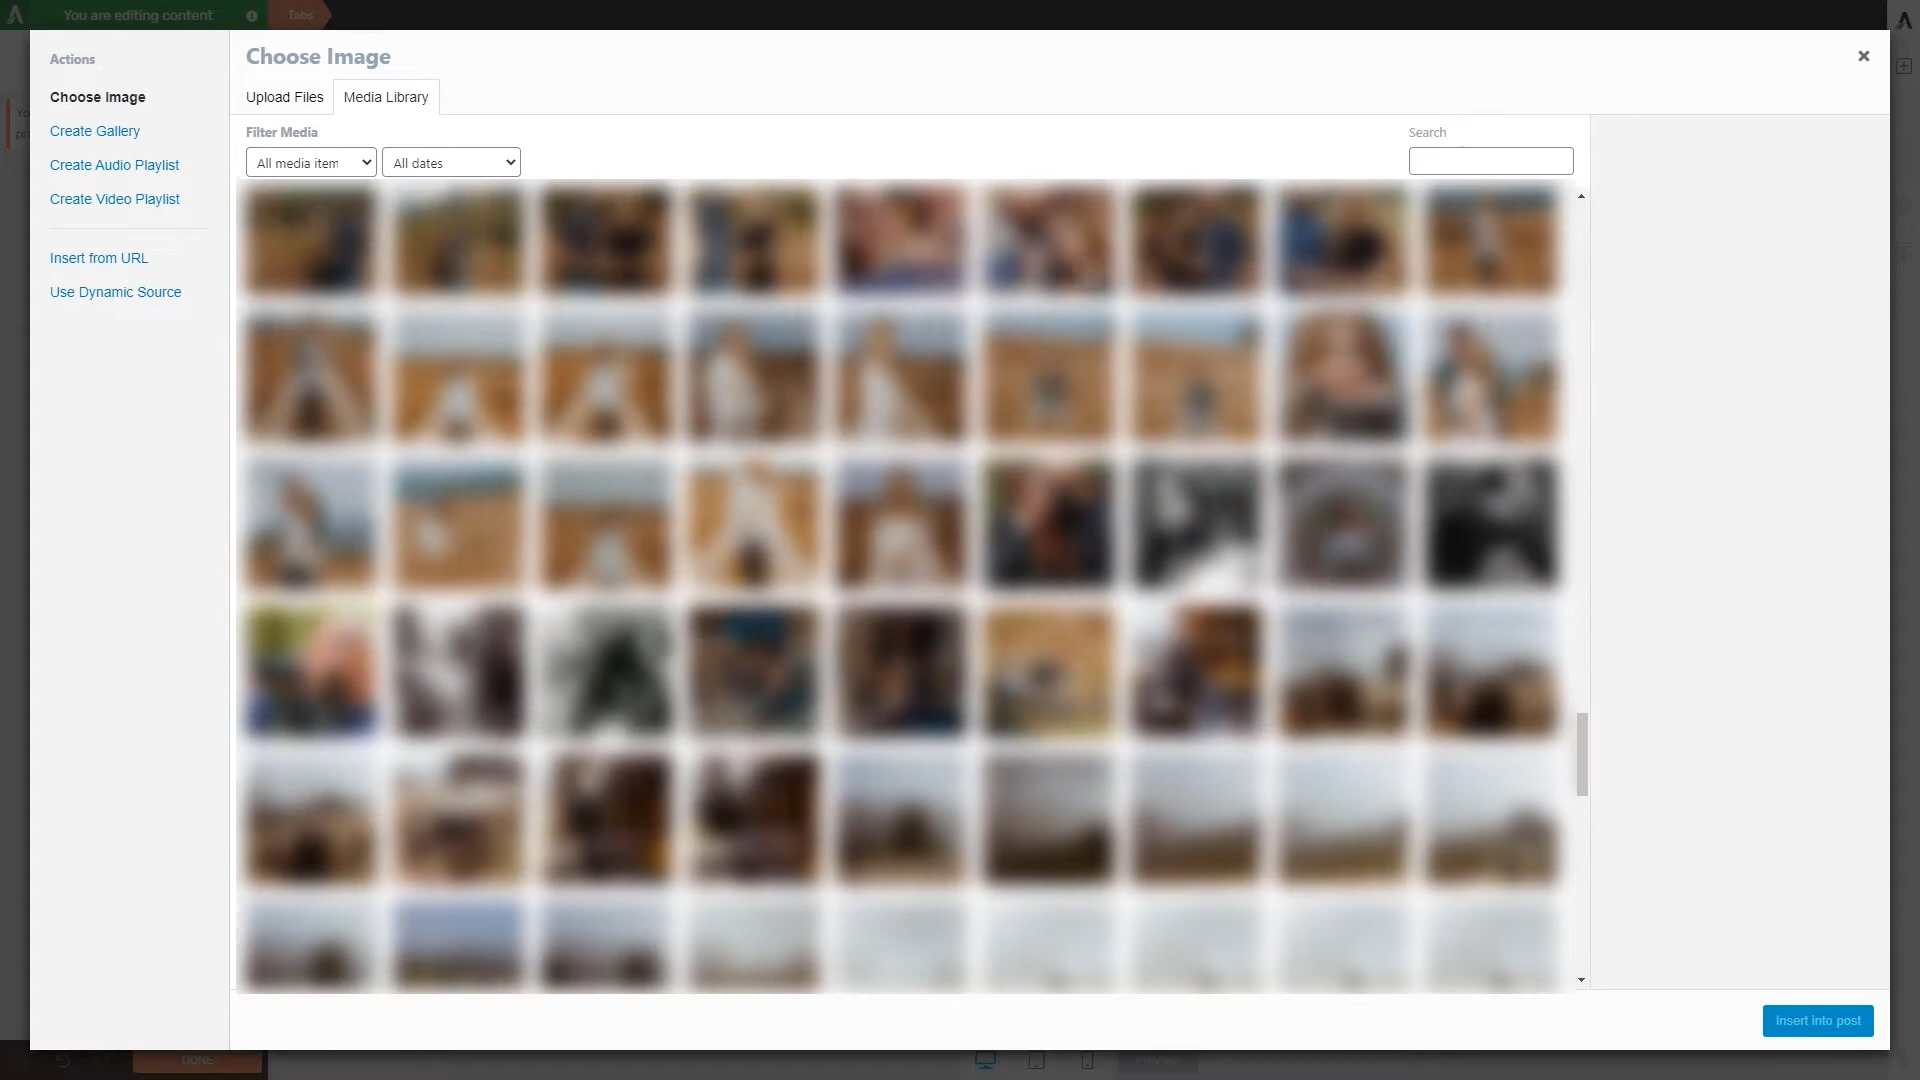 You are editing content
Tabs
Actions
Choose Image
Create Gallery
Create Audio Playlist
Create Video Playlist
Insert from URL
Use Dynamic Source
Choose Image
Upload Files
Media Library
Filter Media
All media item
All dates
Search
Insert into post
DONE